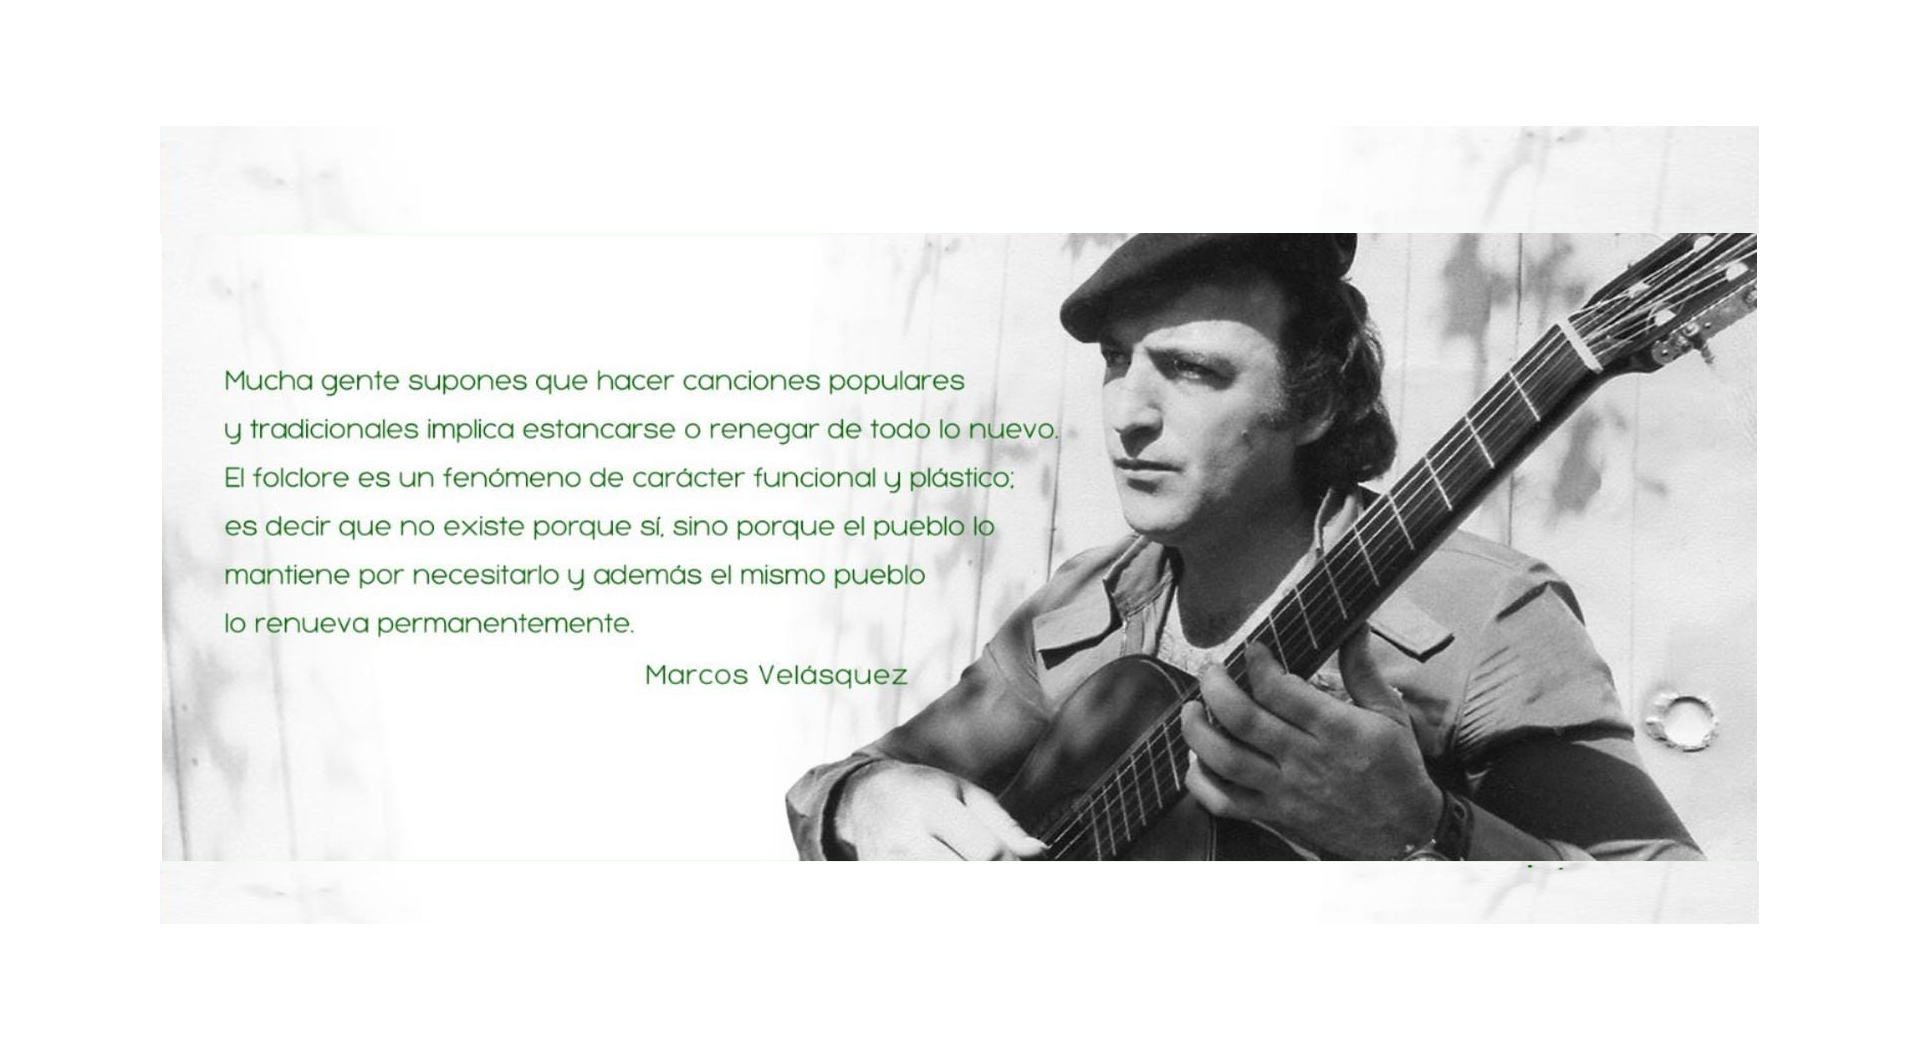 Mucha gente supones que hacer canciones populares
y tradicionales implica estancarse o renegar de todo lo nuevo.
El folclore es un fenómeno de carácter funcional y plástico;
es decir que no existe porque sí, sino porque el pueblo lo
mantiene por necesitarlo y además el mismo pueblo
lo renueva permanentemente.
Marcos Velásquez